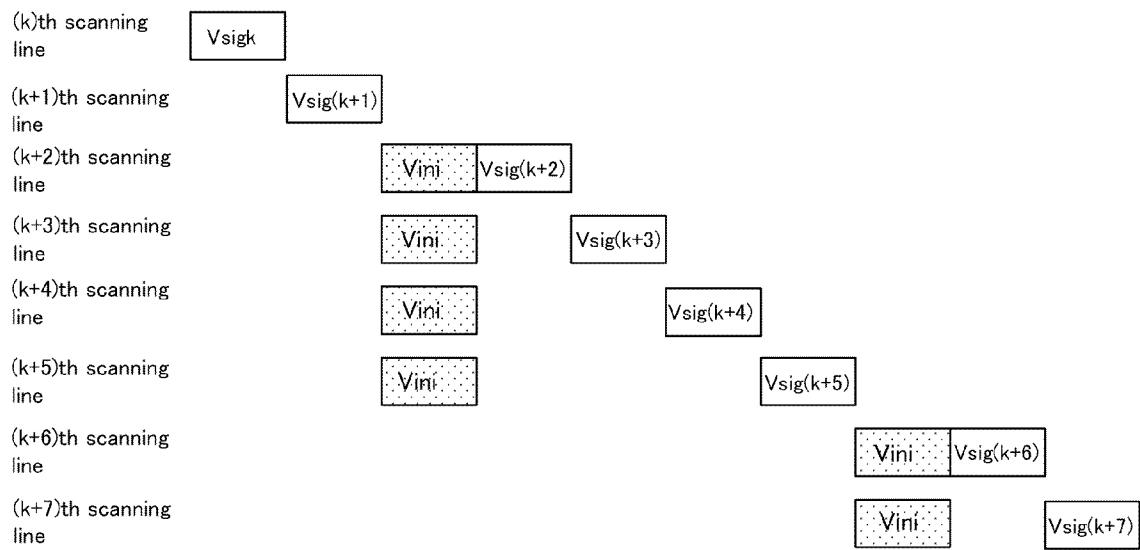 (k)th scanning
line
Vsigk
(k+1)th scanning
line
Vsig(k+1)
(k+2)th scanning
line
Vini
Vsig(k+2)
(k+3)th scanning
line
Vini
Vsig(k+3)
(k+4)th scanning
line
Vini
Vsig(k+4)
(k+5)th scanning
line
Vini
Vsig(k+5)
(k+6)th scanning
line
Vini
Vsig(k+6)
(k+7)th scanning
line
Vini
Vsig(k+7)